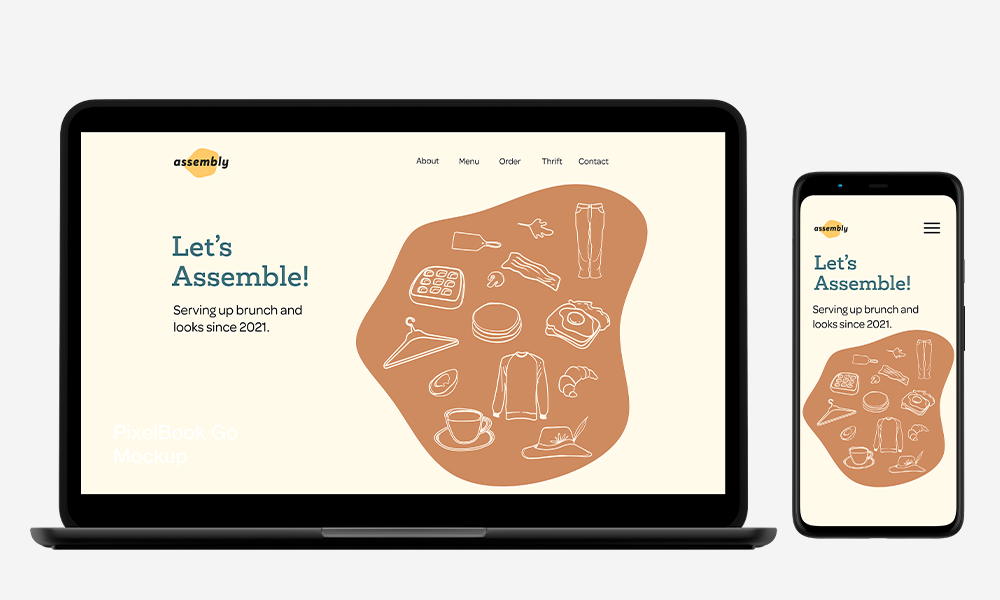 assembly
About Menu Order Thrift Contact
Let's
Assemble!
Serving up brunch and
looks since 2021.
PixelBook Go
Mockup
assembly
Let's
Assemble!
Serving up brunch and
looks since 2021.